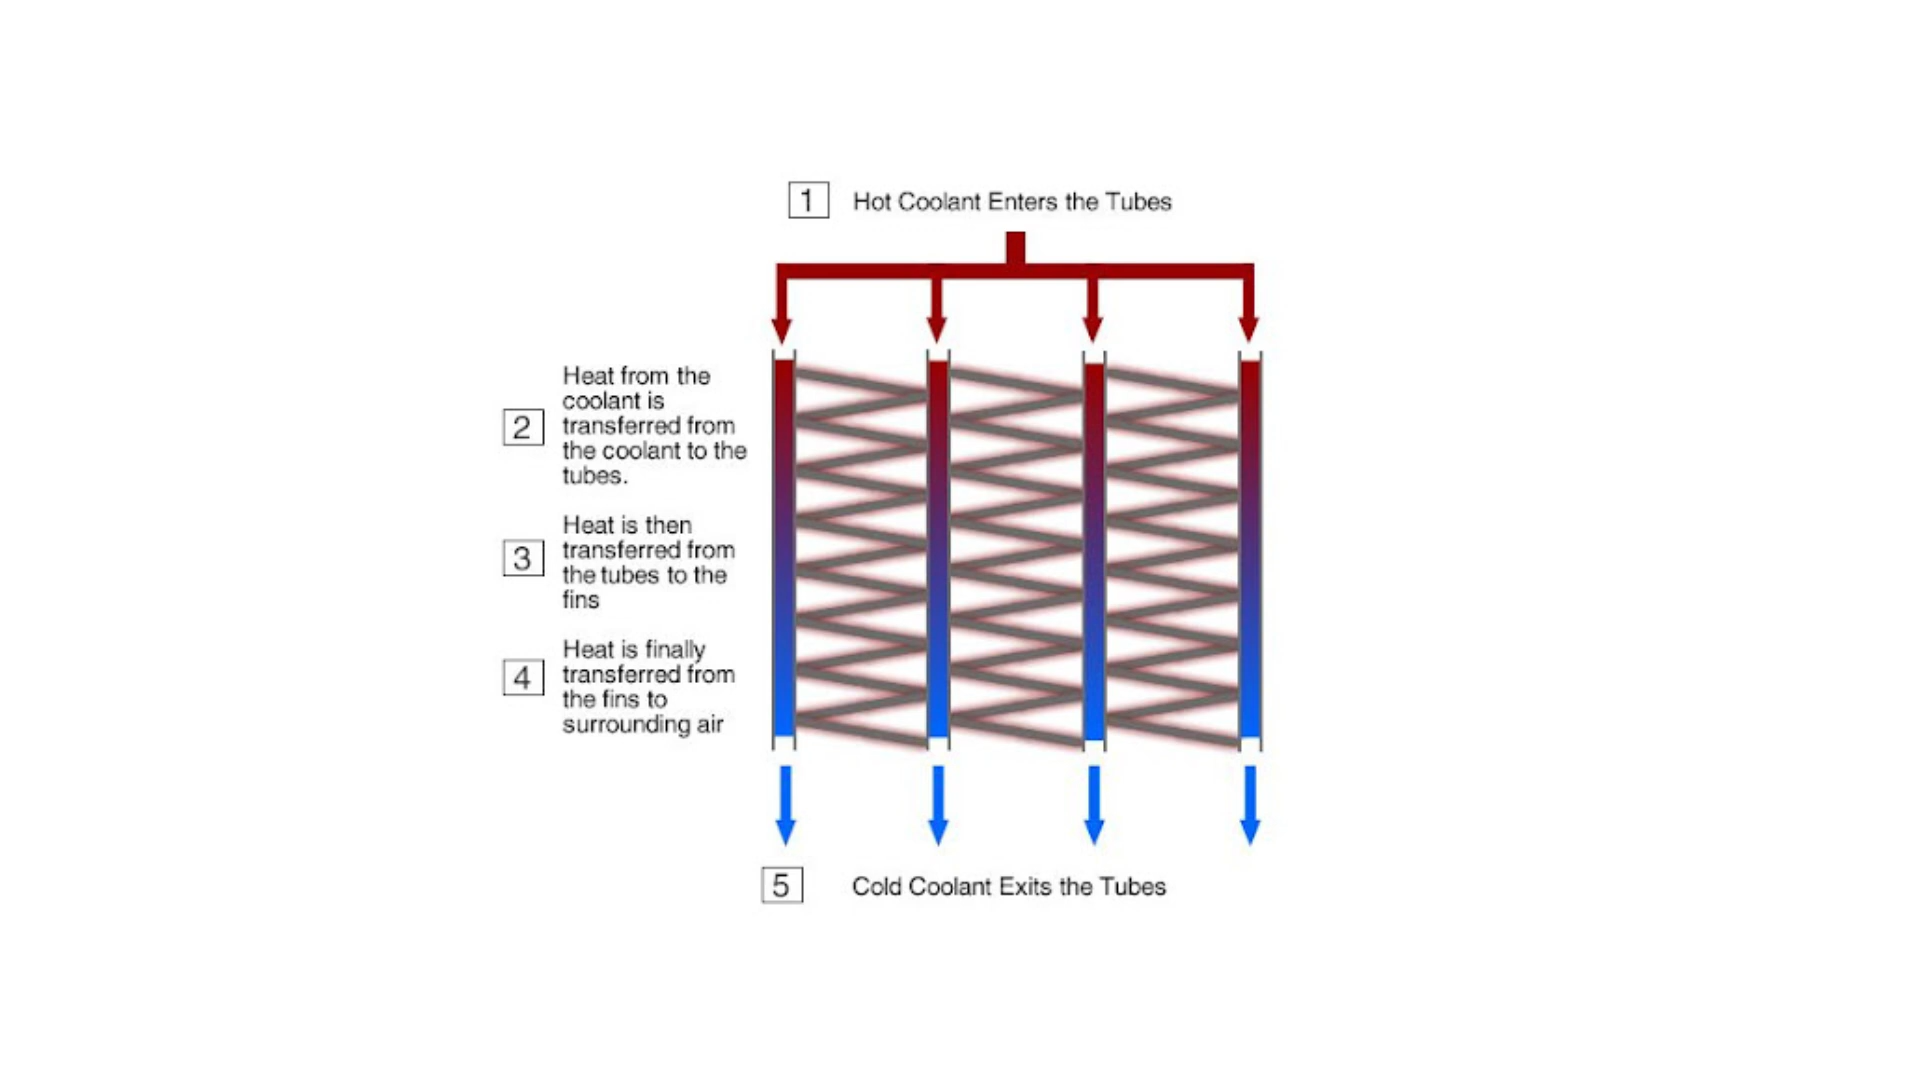 1 Hot Coolant Enters the Tubes
Heat from the
coolant is
2 transferred from
the coolant to the
tubes.
Heat is then
3 transferred from
the tubes to the
fins
Heat is finally
4 transferred from
the fins to
surrounding air
5 Cold Coolant Exits the Tubes